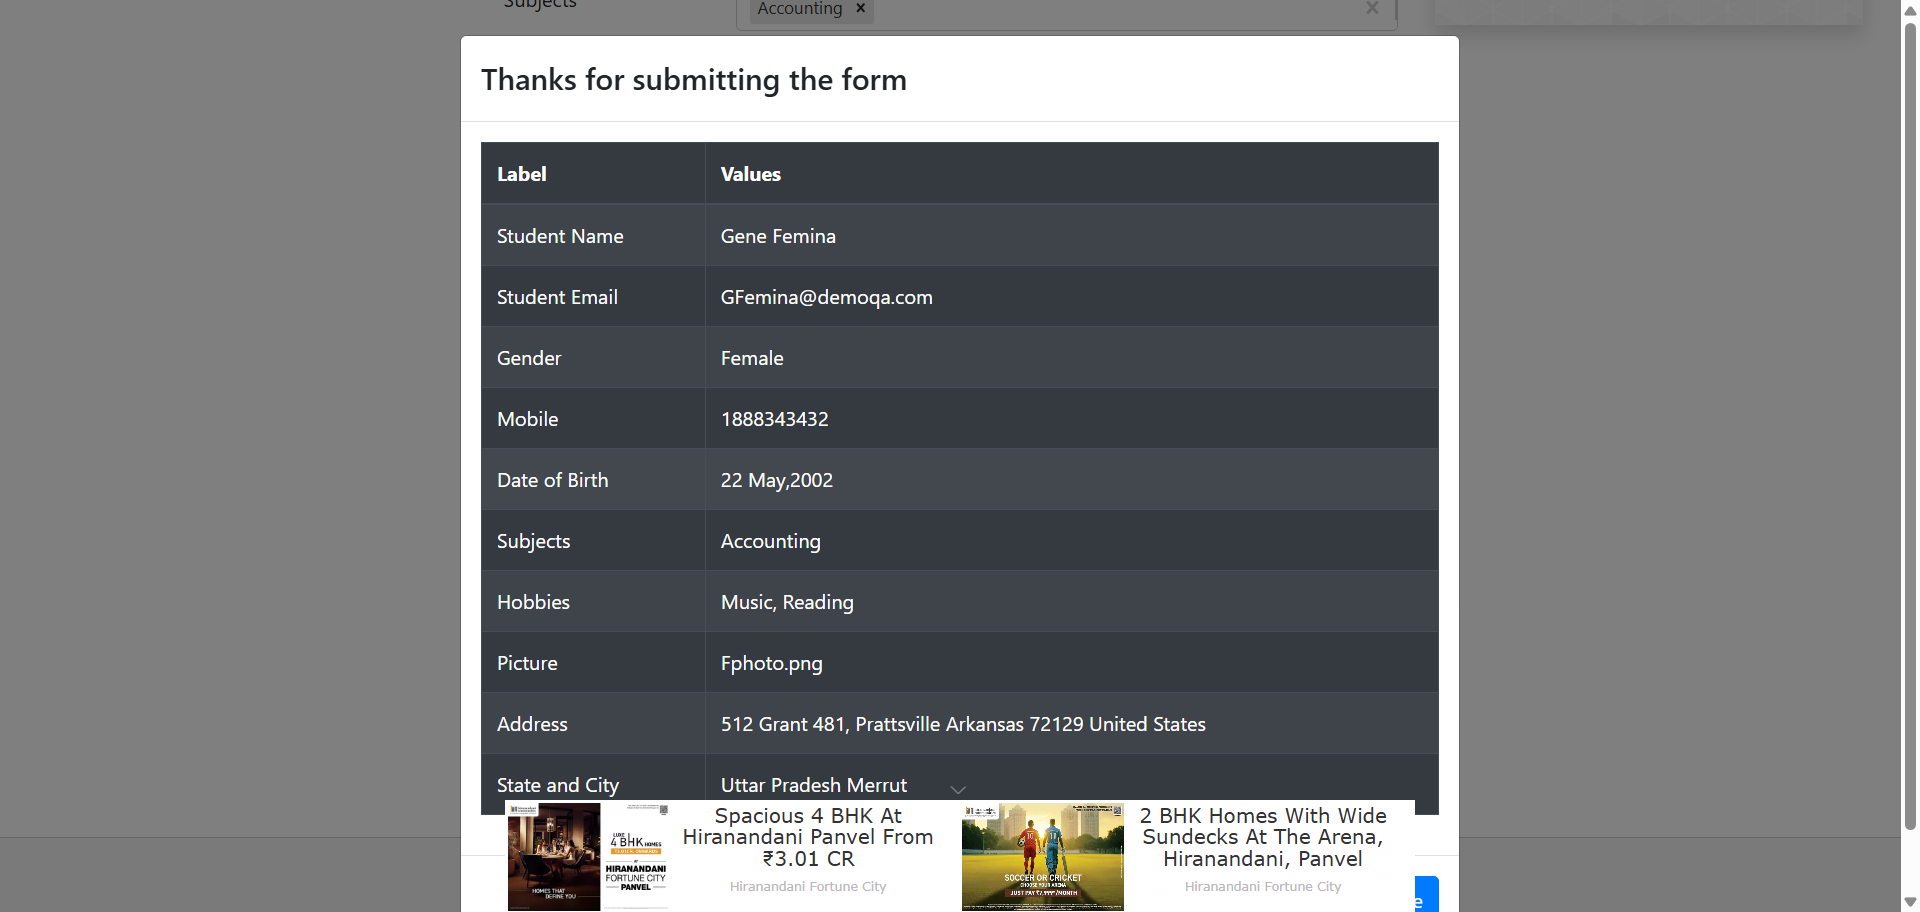 Subjects
Accounting ×
Thanks for submitting the form
Label Values
Student Name Gene Femina
Student Email GFemina@demoqa.com
Gender Female
Mobile 1888343432
Date of Birth 22 May,2002
Subjects Accounting
Hobbies Music, Reading
Picture Fphoto.png
Address 512 Grant 481, Prattsville Arkansas 72129 United States
State and City Uttar Pradesh Merrut
HOMES THAT
DEFINE YOU
LUXE
4 BHK HOMES
AT
HIRANANDANI
FORTUNE CITY
PANVEL
Spacious 4 BHK At
Hiranandani Panvel From
₹3.01 CR
Hiranandani Fortune City
SOCCER OR CRICKET
CHOOSE YOUR ARENA
2 BHK Homes With Wide
Sundecks At The Arena,
Hiranandani, Panvel
Hiranandani Fortune City
e